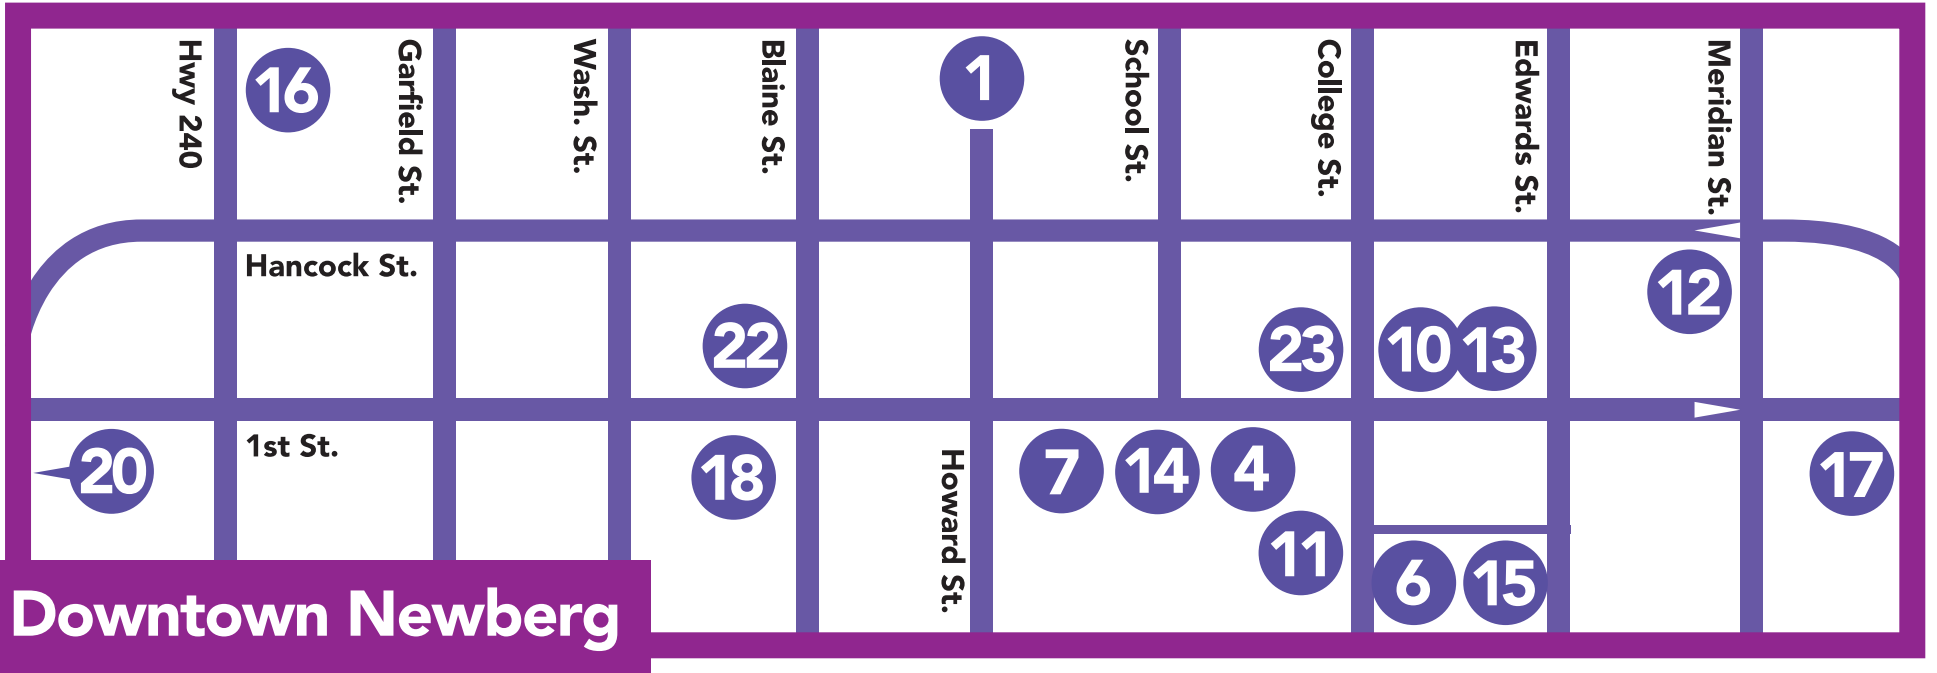 Hwy 240
16
Garfield St.
Wash. St.
Blaine St.
1
School St.
College St.
Edwards St.
Meridian St.
Hancock St.
12
22
23
10
13
1st St.
20
18
Howard St.
7
14
4
17
11
6
15
Downtown Newberg